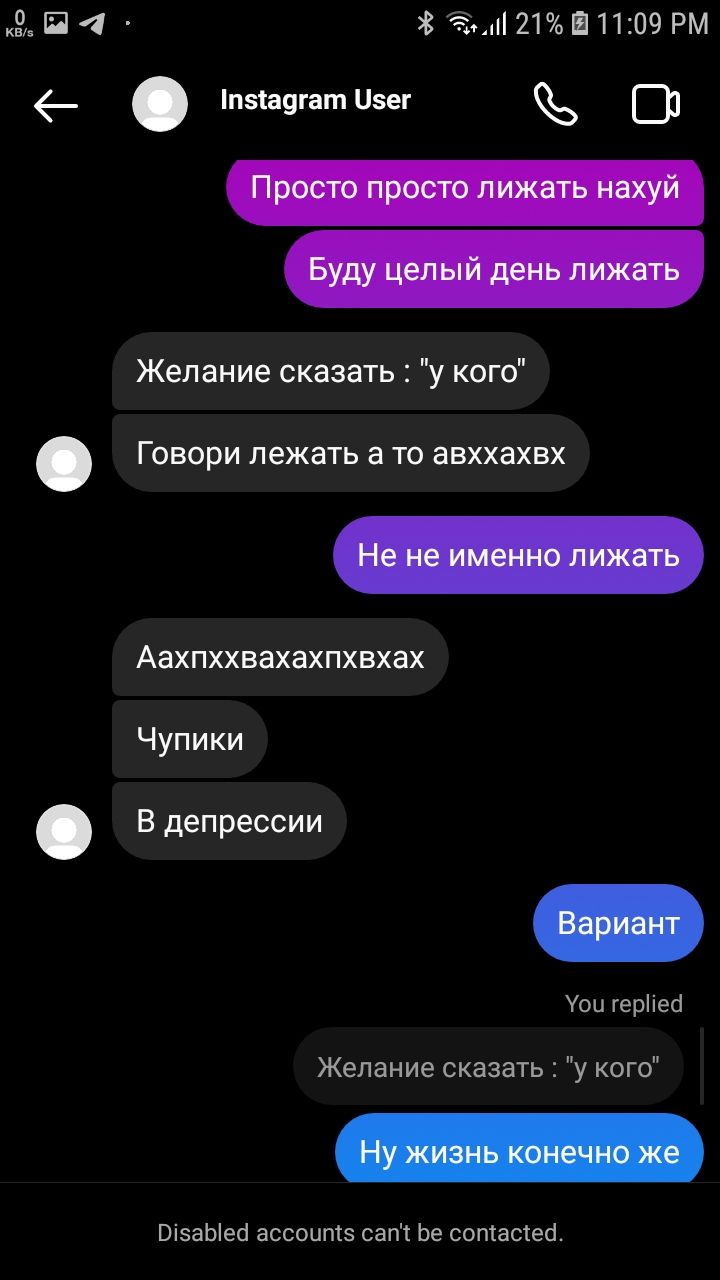 0
KB/s
21%
11:09 PM
Instagram User
Просто просто лижать нахуй
Буду целый день лижать
Желание сказать : "у кого"
Говори лежать а то авххахвх
Не не именно лижать
Аахпххвахахпхвхах
Чупики
В депрессии
Вариант
You replied
Желание сказать : "у кого"
Ну жизнь конечно же
Disabled accounts can't be contacted.